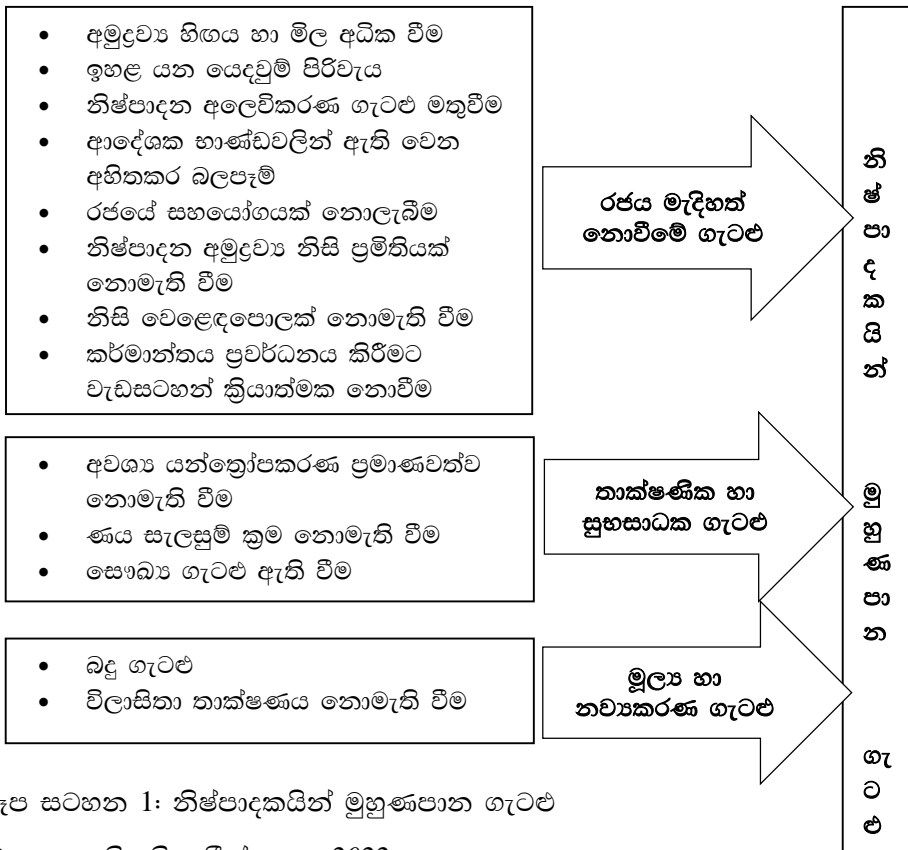 • අමුද්‍රව්‍ය හිඟය හා මිල අධික වීම
• ඉහළ යන යෙදවුම් පිරිවැය
• නිෂ්පාදන අලෙවිකරණ ගැටළු මතුවීම
• ආදේශක භාණ්ඩවලින් ඇති වෙන
අහිතකර බලපෑම්
• රජයේ සහයෝගයක් නොලැබීම
• නිෂ්පාදන අමුද්‍රව්‍ය නිසි ප්‍රමිතියක්
නොමැති වීම
• නිසි වෙළෙඳපොලක් නොමැති වීම
• කර්මාන්තය ප්‍රවර්ධනය කිරීමට
වැඩසටහන් ක්‍රියාත්මක නොවීම
රජය මැදිහත්
නොවීමේ ගැටළු
• අවශ්‍ය යන්ත්‍රෝපකරණ ප්‍රමාණවත්ව
නොමැති වීම
• ණය සැලසුම් ක්‍රම නොමැති වීම
• සෞඛ්‍ය ගැටළු ඇති වීම
තාක්ෂණික හා
සුභසාධක ගැටළු
• බදු ගැටළු
• විලාසිතා තාක්ෂණය නොමැති වීම
මූල්‍ය හා
නව්‍යකරණ ගැටළු
නි
ෂ්
පා
ද
ක
යි
න්
මු
හු
ණ
පා
න
ගැ
ට
ළු
සටහන 1: නිෂ්පාදකයින් මුහුණපාන ගැටළු